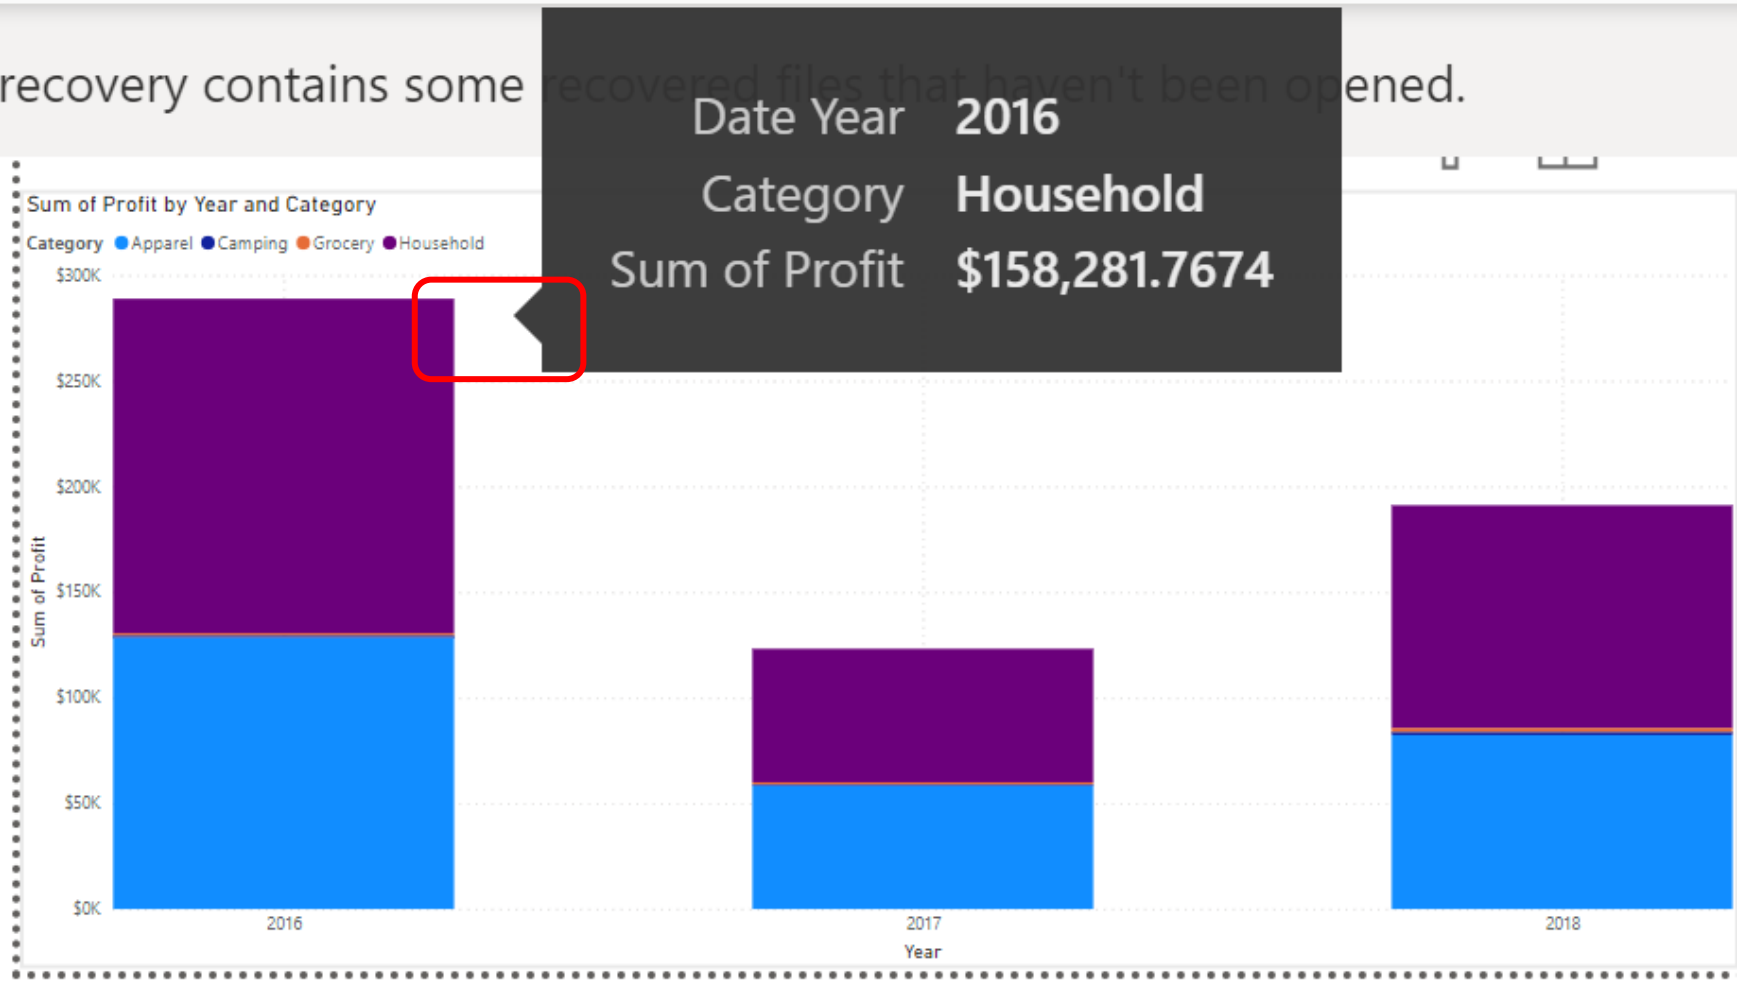 recovery contains some recovered files that haven't been opened.
Date Year 2016
Category Household
Sum of Profit $158,281.7674
Sum of Profit by Year and Category
Category Apparel Camping Grocery Household
$300K
$250K
$200K
$150K
$100K
$50K
$0K
Sum of Profit
2016 2017 2018
Year